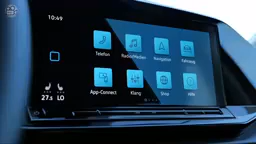 10:49
Telefon
Radio/Medien
Navigation
Fahrzeug
App-Connect
Klang
Shop
Hilfe
27.5 LO